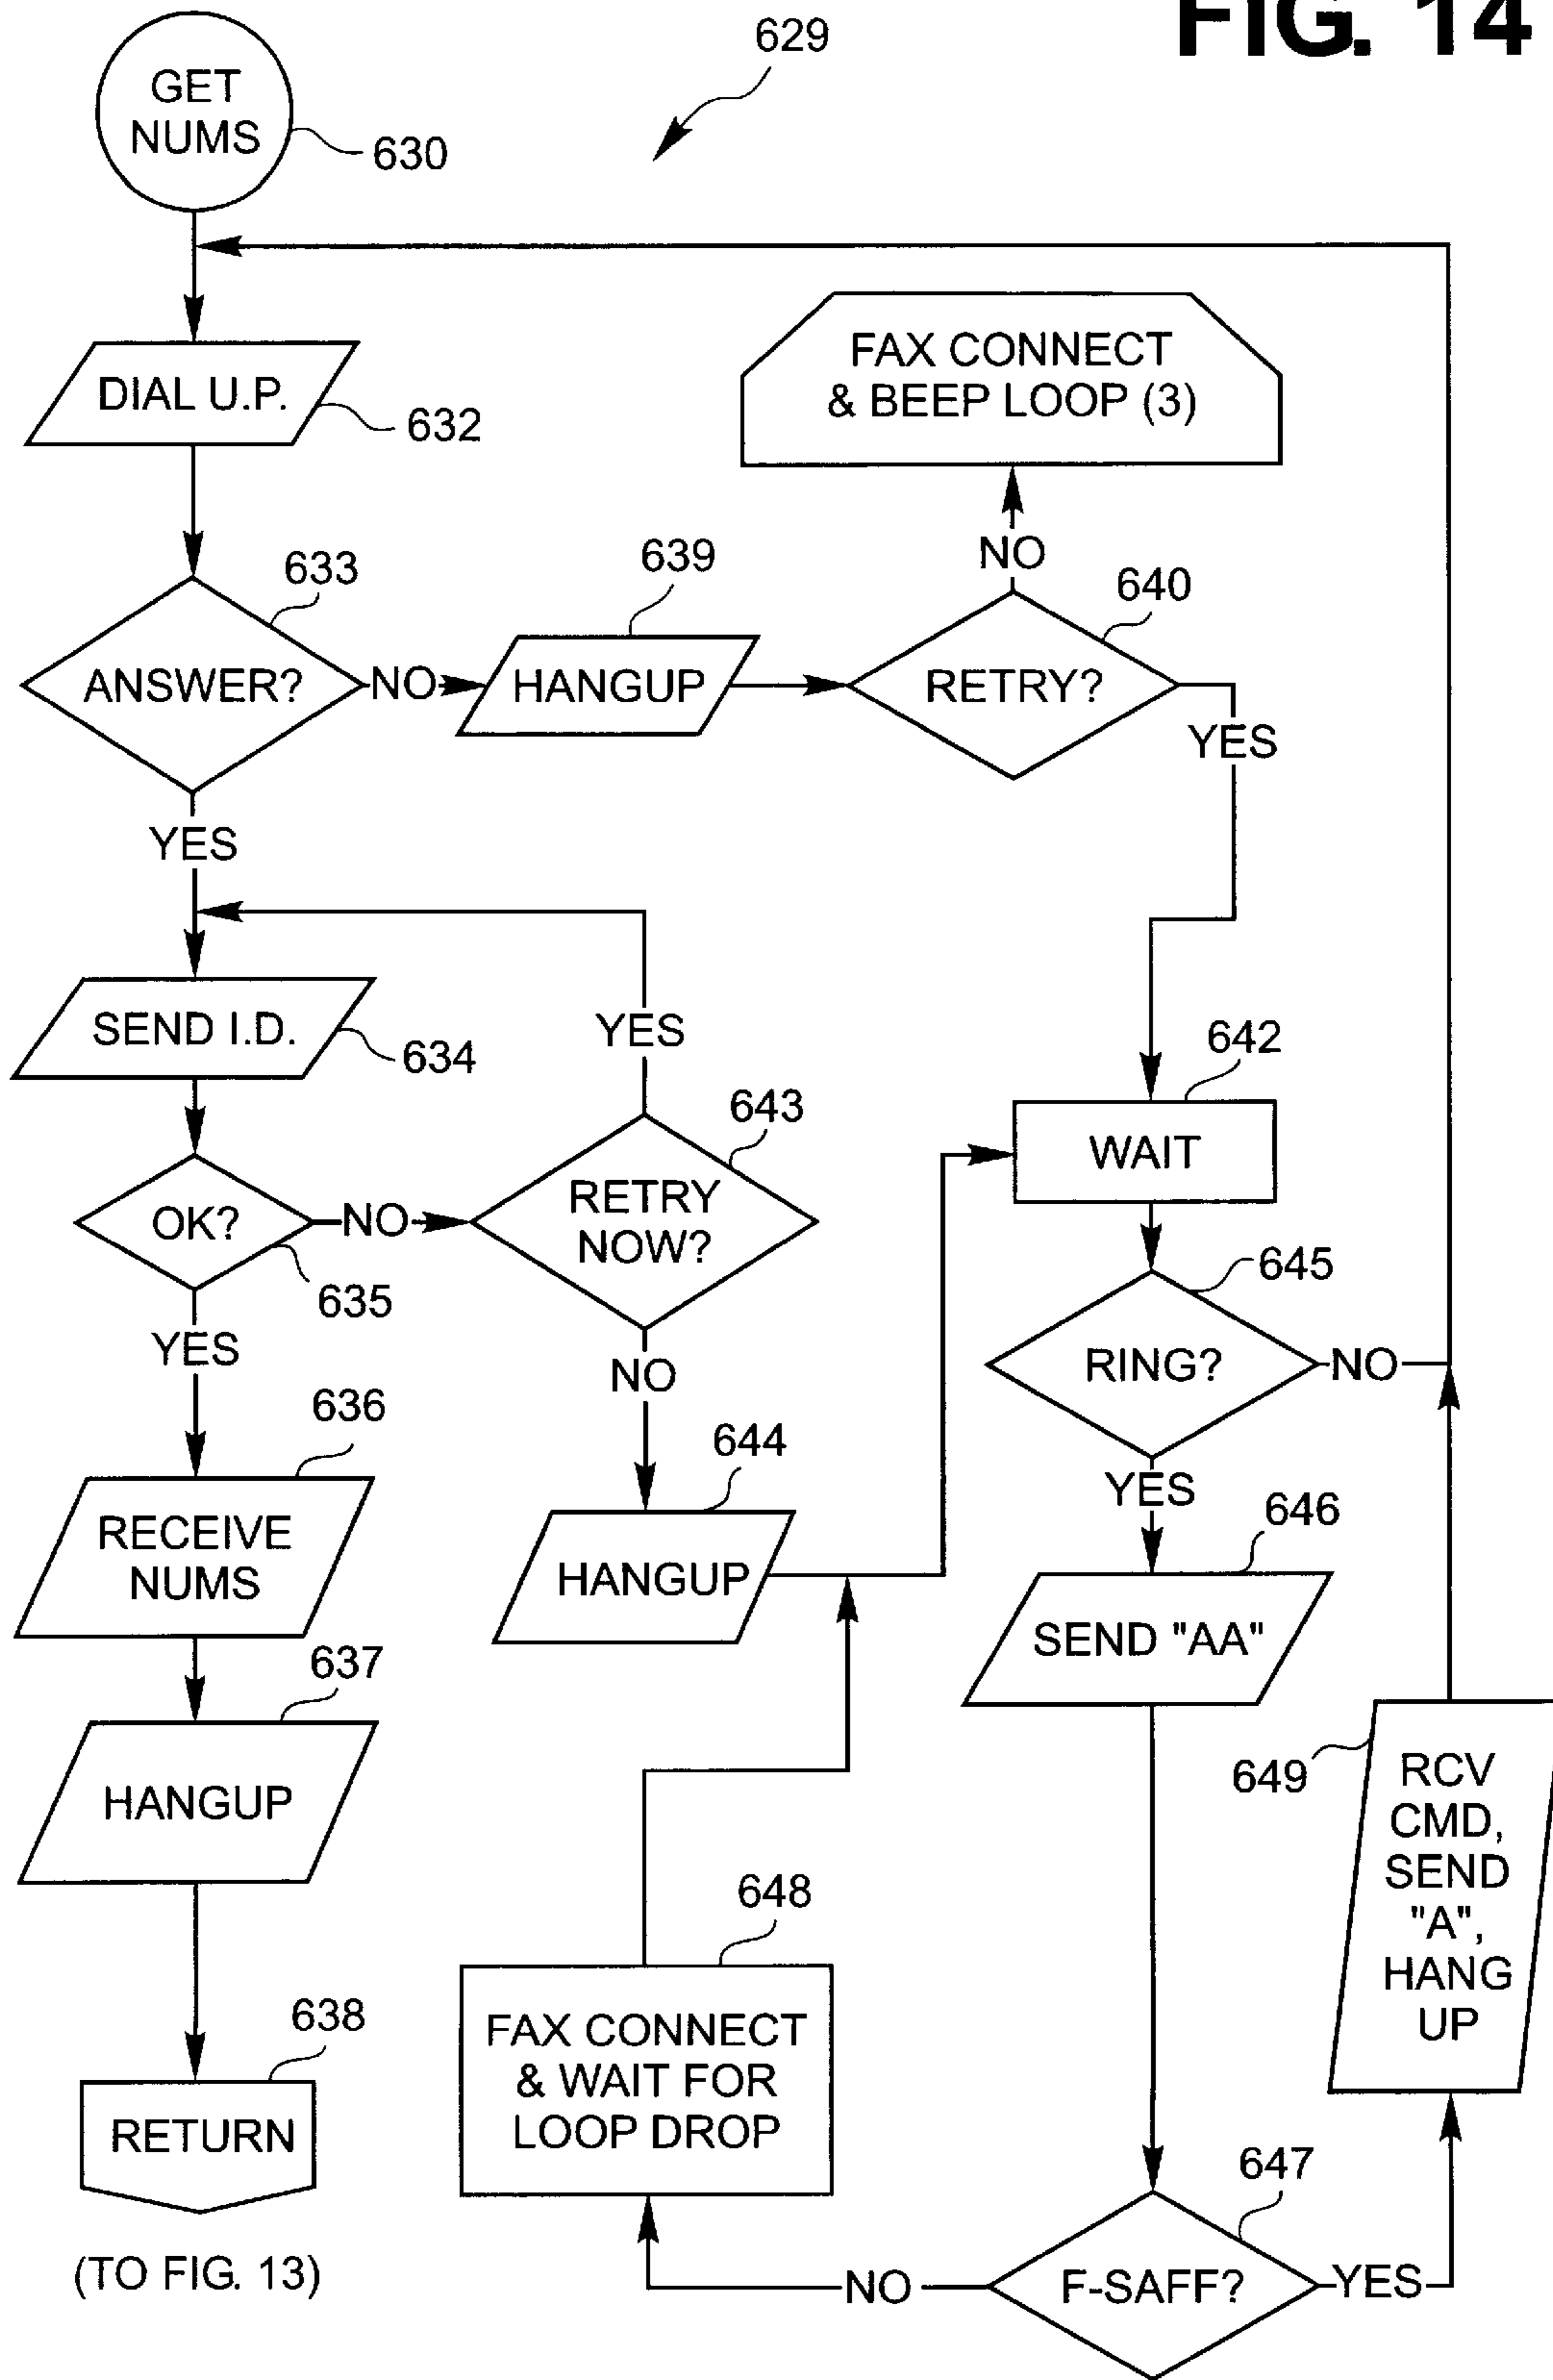 FIG. 14
629
GET
NUMS
630
DIAL U.P.
632
FAX CONNECT
& BEEP LOOP (3)
NO
633
ANSWER?
NO
639
HANGUP
640
RETRY?
YES
YES
SEND I.D.
634
YES
642
WAIT
643
RETRY
NOW?
OK?
NO
635
645
RING?
NO
YES
NO
636
RECEIVE
NUMS
644
HANGUP
YES
646
SEND "AA"
637
HANGUP
649
RCV
CMD,
SEND
"A",
HANG
UP
648
FAX CONNECT
& WAIT FOR
LOOP DROP
638
RETURN
(TO FIG. 13)
647
F-SAFF?
NO
YES